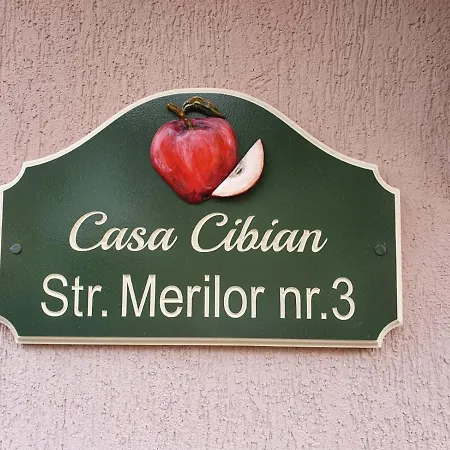 Casa Cibian
Str. Merilor nr.3